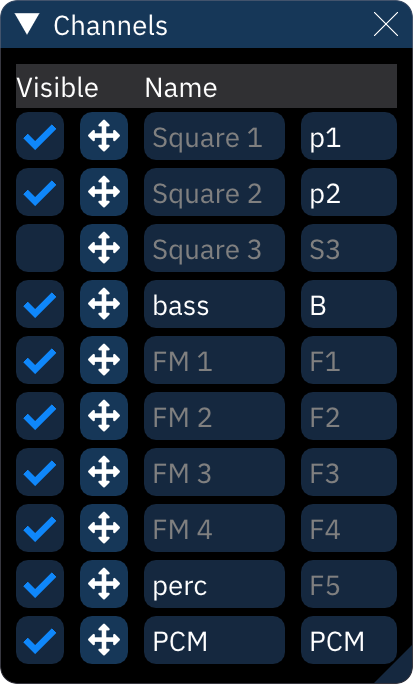 Channels
Visible Name
Square 1 p1
Square 2 p2
Square 3 S3
bass B
FM 1 F1
FM 2 F2
FM 3 F3
FM 4 F4
perc F5
PCM PCM